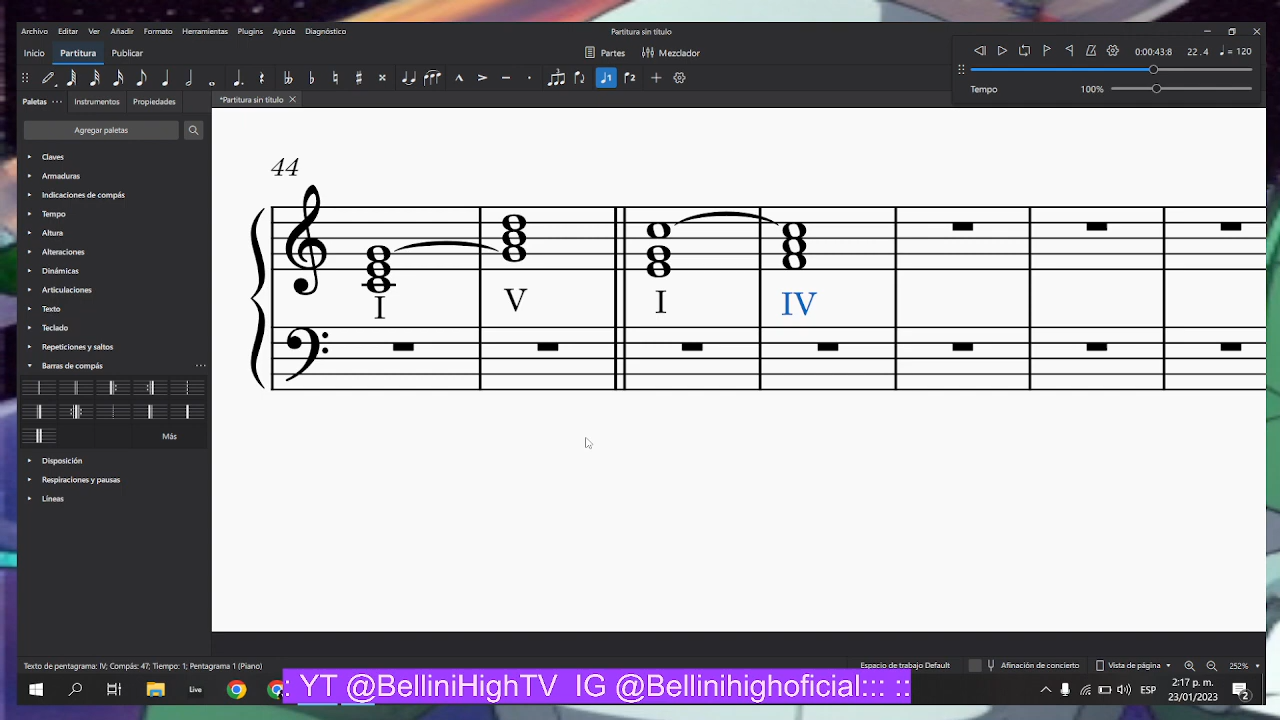 Archivo Editar Ver Añadir Formato Herramientas Plugins Ayuda Diagnóstico
Partitura sin título
Inicio Partitura Publicar
Partes Mezclador
0:00:43:8 22 . 4 = 120
Tempo 100%
1 2
Paletas Instrumentos Propiedades
*Partitura sin título
Agregar paletas
Claves
Armaduras
Indicaciones de compás
Tempo
Altura
Alteraciones
Dinámicas
Articulaciones
Texto
Teclado
Repeticiones y saltos
Barras de compás
Más
Disposición
Respiraciones y pausas
Líneas
44
I V I IV
Texto de pentagrama: IV; Compás: 47; Tiempo: 1; Pentagrama 1 (Piano)
Espacio de trabajo Default Afinación de concierto Vista de página 252%
Live
: YT @BelliniHighTV IG @Bellinihighoficial::: ::
ESP
2:17 p. m.
23/01/2023
2